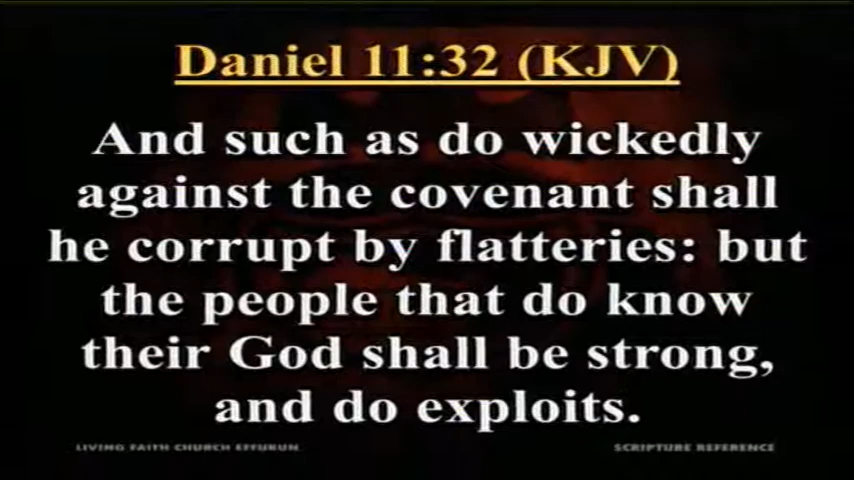 Daniel 11:32 (KJV)
And such as do wickedly
against the covenant shall
he corrupt by flatteries: but
the people that do know
their God shall be strong,
and do exploits.
LIVING FAITH CHURCH EFFURUN
SCRIPTURE REFERENCE